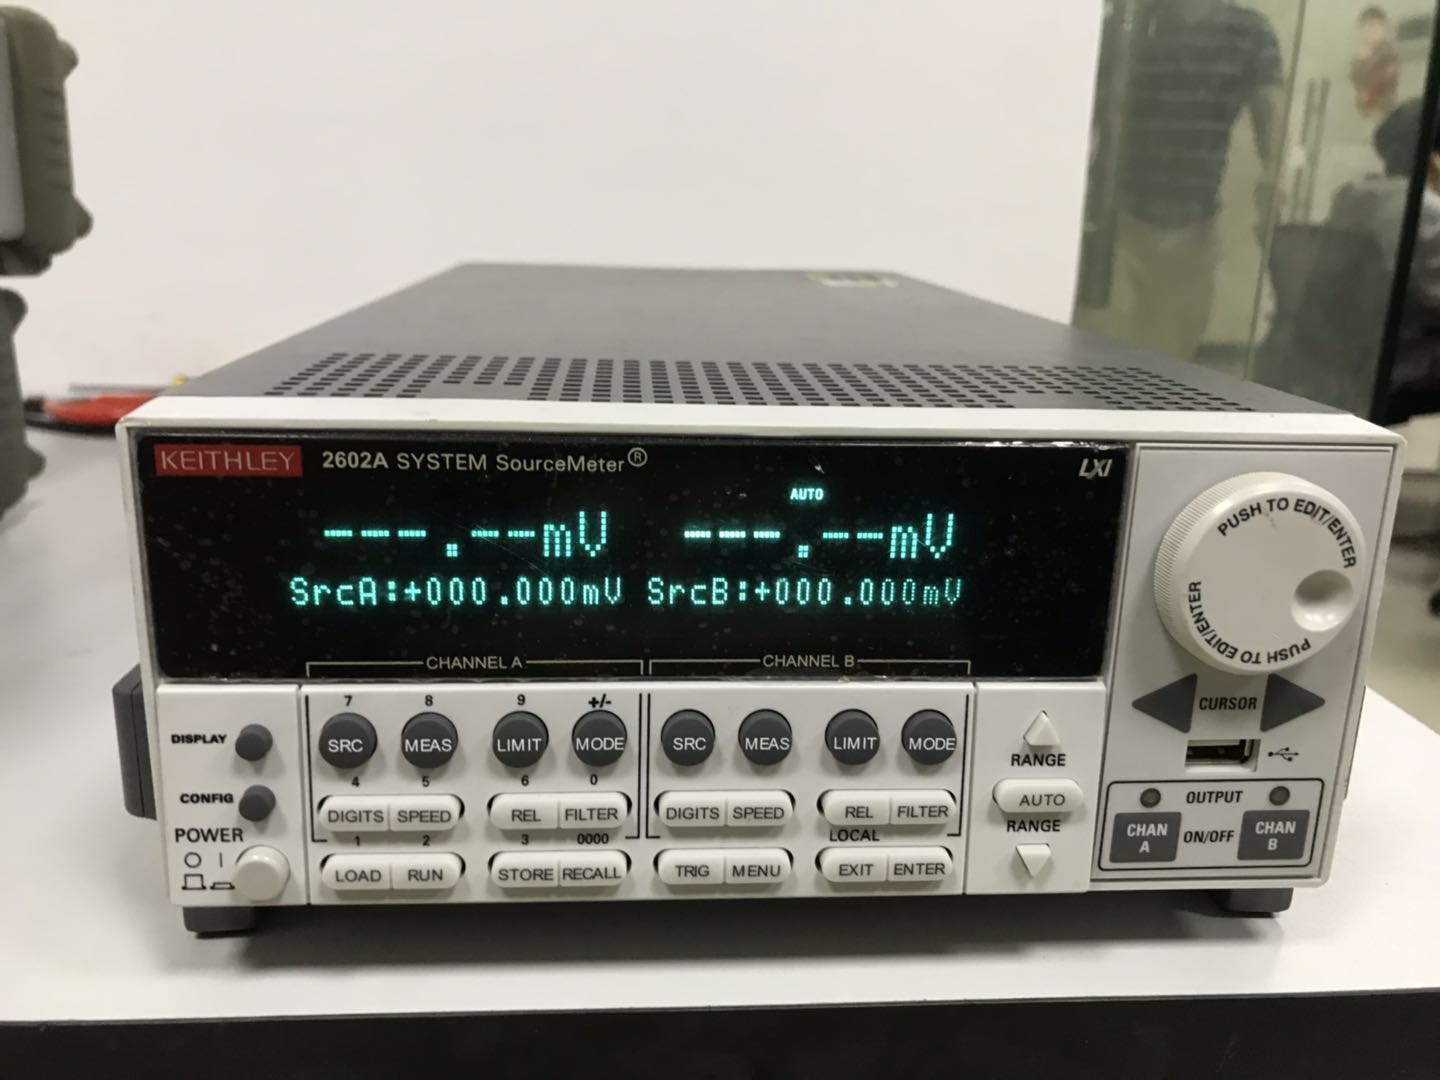 KEITHLEY 2602A SYSTEM SourceMeter® LXI
AUTO
---.--mV ---.--mV
SrcA:+000.000mV SrcB:+000.000mV
CHANNEL A CHANNEL B
PUSH TO EDIT/ENTER
PUSH TO EDIT/ENTER
CURSOR
DISPLAY
CONFIG
POWER
O I
7 8 9 +/-
SRC MEAS LIMIT MODE
4 5 6 0
DIGITS SPEED REL FILTER
1 2 3 0000
LOAD RUN STORE RECALL
SRC MEAS LIMIT MODE
DIGITS SPEED REL FILTER
LOCAL
TRIG MENU EXIT ENTER
RANGE
AUTO
RANGE
OUTPUT
CHAN A
ON/OFF
CHAN B